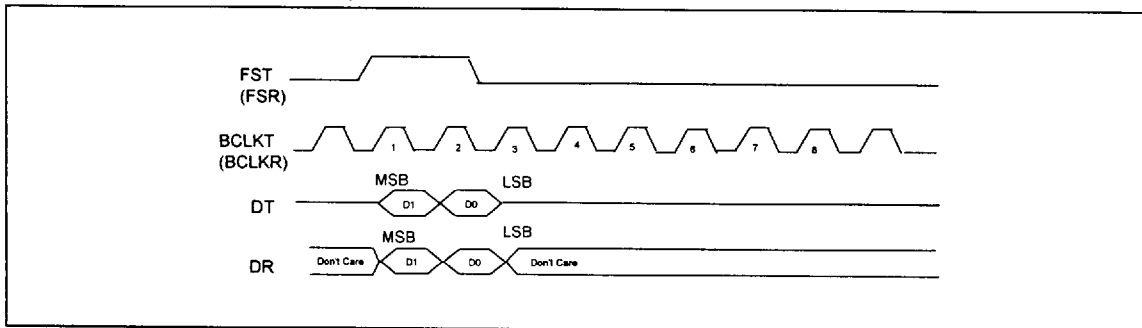 FST
(FSR)
BCLKT
(BCLKR)
1 2 3 4 5 6 7 8
MSB LSB
DT D1 D0
MSB LSB
DR Don't Care D1 D0 Don't Care